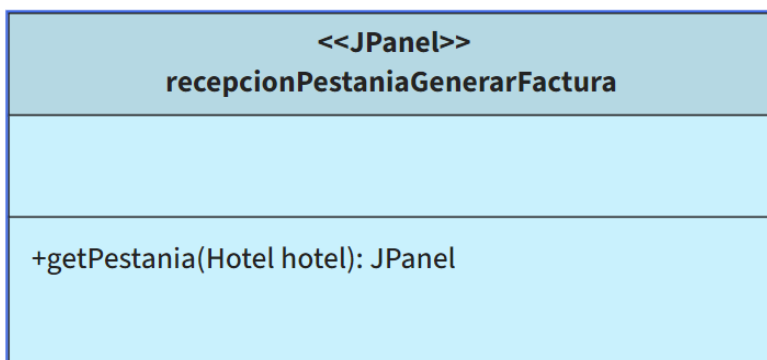 <<JPanel>>
recepcionPestaniaGenerarFactura
+getPestania(Hotel hotel): JPanel